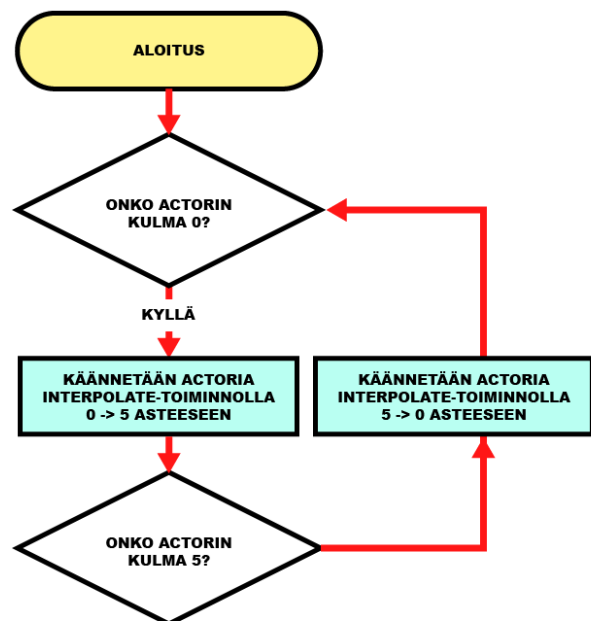 ALOITUS
ONKO ACTORIN
KULMA 0?
KYLLÄ
KÄÄNNETÄÄN ACTORIA
INTERPOLATE-TOIMINNOLLA
0 -> 5 ASTEESEEN
KÄÄNNETÄÄN ACTORIA
INTERPOLATE-TOIMINNOLLA
5 -> 0 ASTEESEEN
ONKO ACTORIN
KULMA 5?